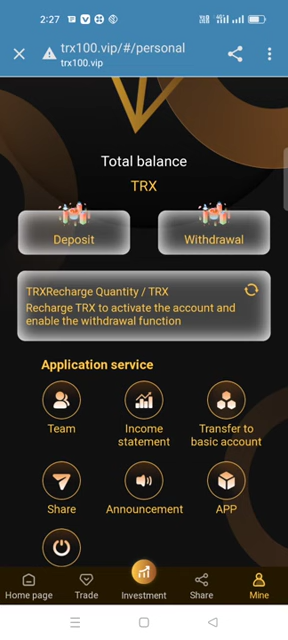 2:27
trx100.vip/#/personal
trx100.vip
Total balance
TRX
Deposit
Withdrawal
TRXRecharge Quantity / TRX
Recharge TRX to activate the account and
enable the withdrawal function
Application service
Team
Income
statement
Transfer to
basic account
Share
Announcement
APP
Home page
Trade
Investment
Share
Mine